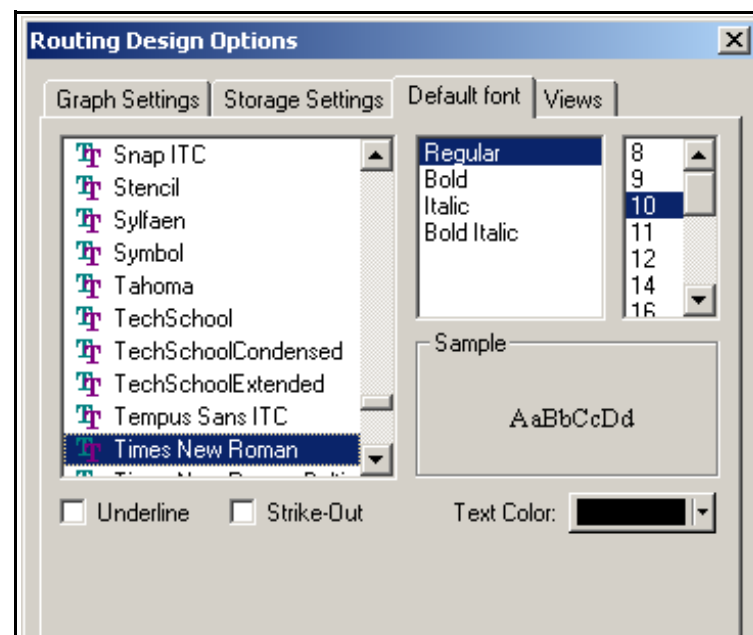 Routing Design Options
Graph Settings
Storage Settings
Default font
Views
Snap ITC
Stencil
Sylfaen
Symbol
Tahoma
TechSchool
TechSchoolCondensed
TechSchoolExtended
Tempus Sans ITC
Times New Roman
Regular
Bold
Italic
Bold Italic
8
9
10
11
12
14
16
Sample
AaBbCcDd
Underline
Strike-Out
Text Color: